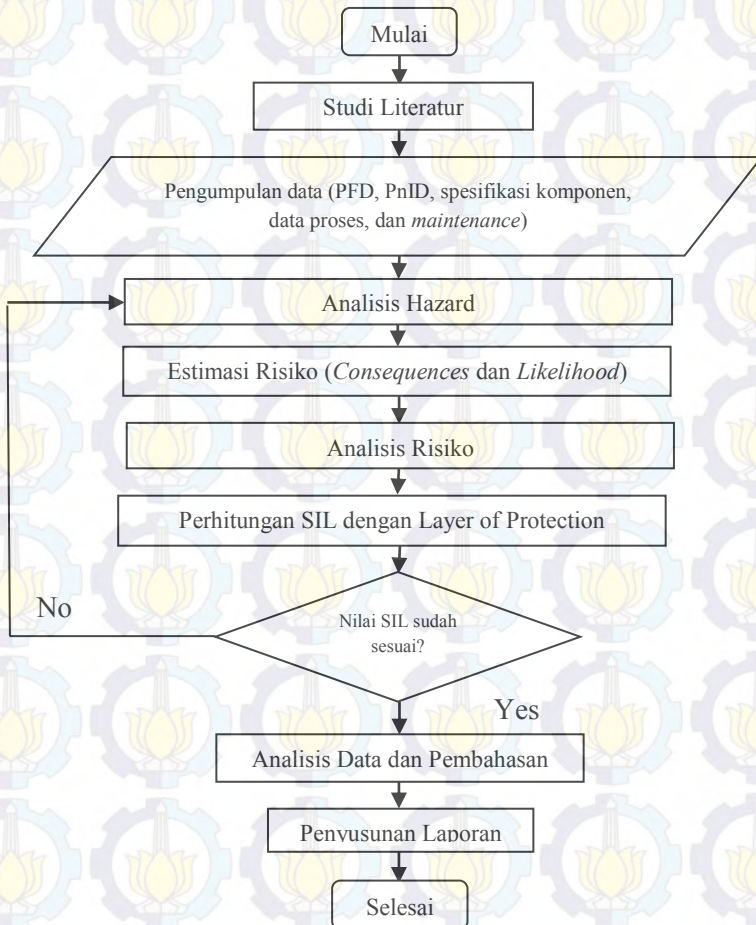 Mulai
Studi Literatur
Pengumpulan data (PFD, PnID, spesifikasi komponen,
data proses, dan maintenance)
Analisis Hazard
Estimasi Risiko (Consequences dan Likelihood)
Analisis Risiko
Perhitungan SIL dengan Layer of Protection
No
Nilai SIL sudah
sesuai?
Yes
Analisis Data dan Pembahasan
Penyusunan Laporan
Selesai